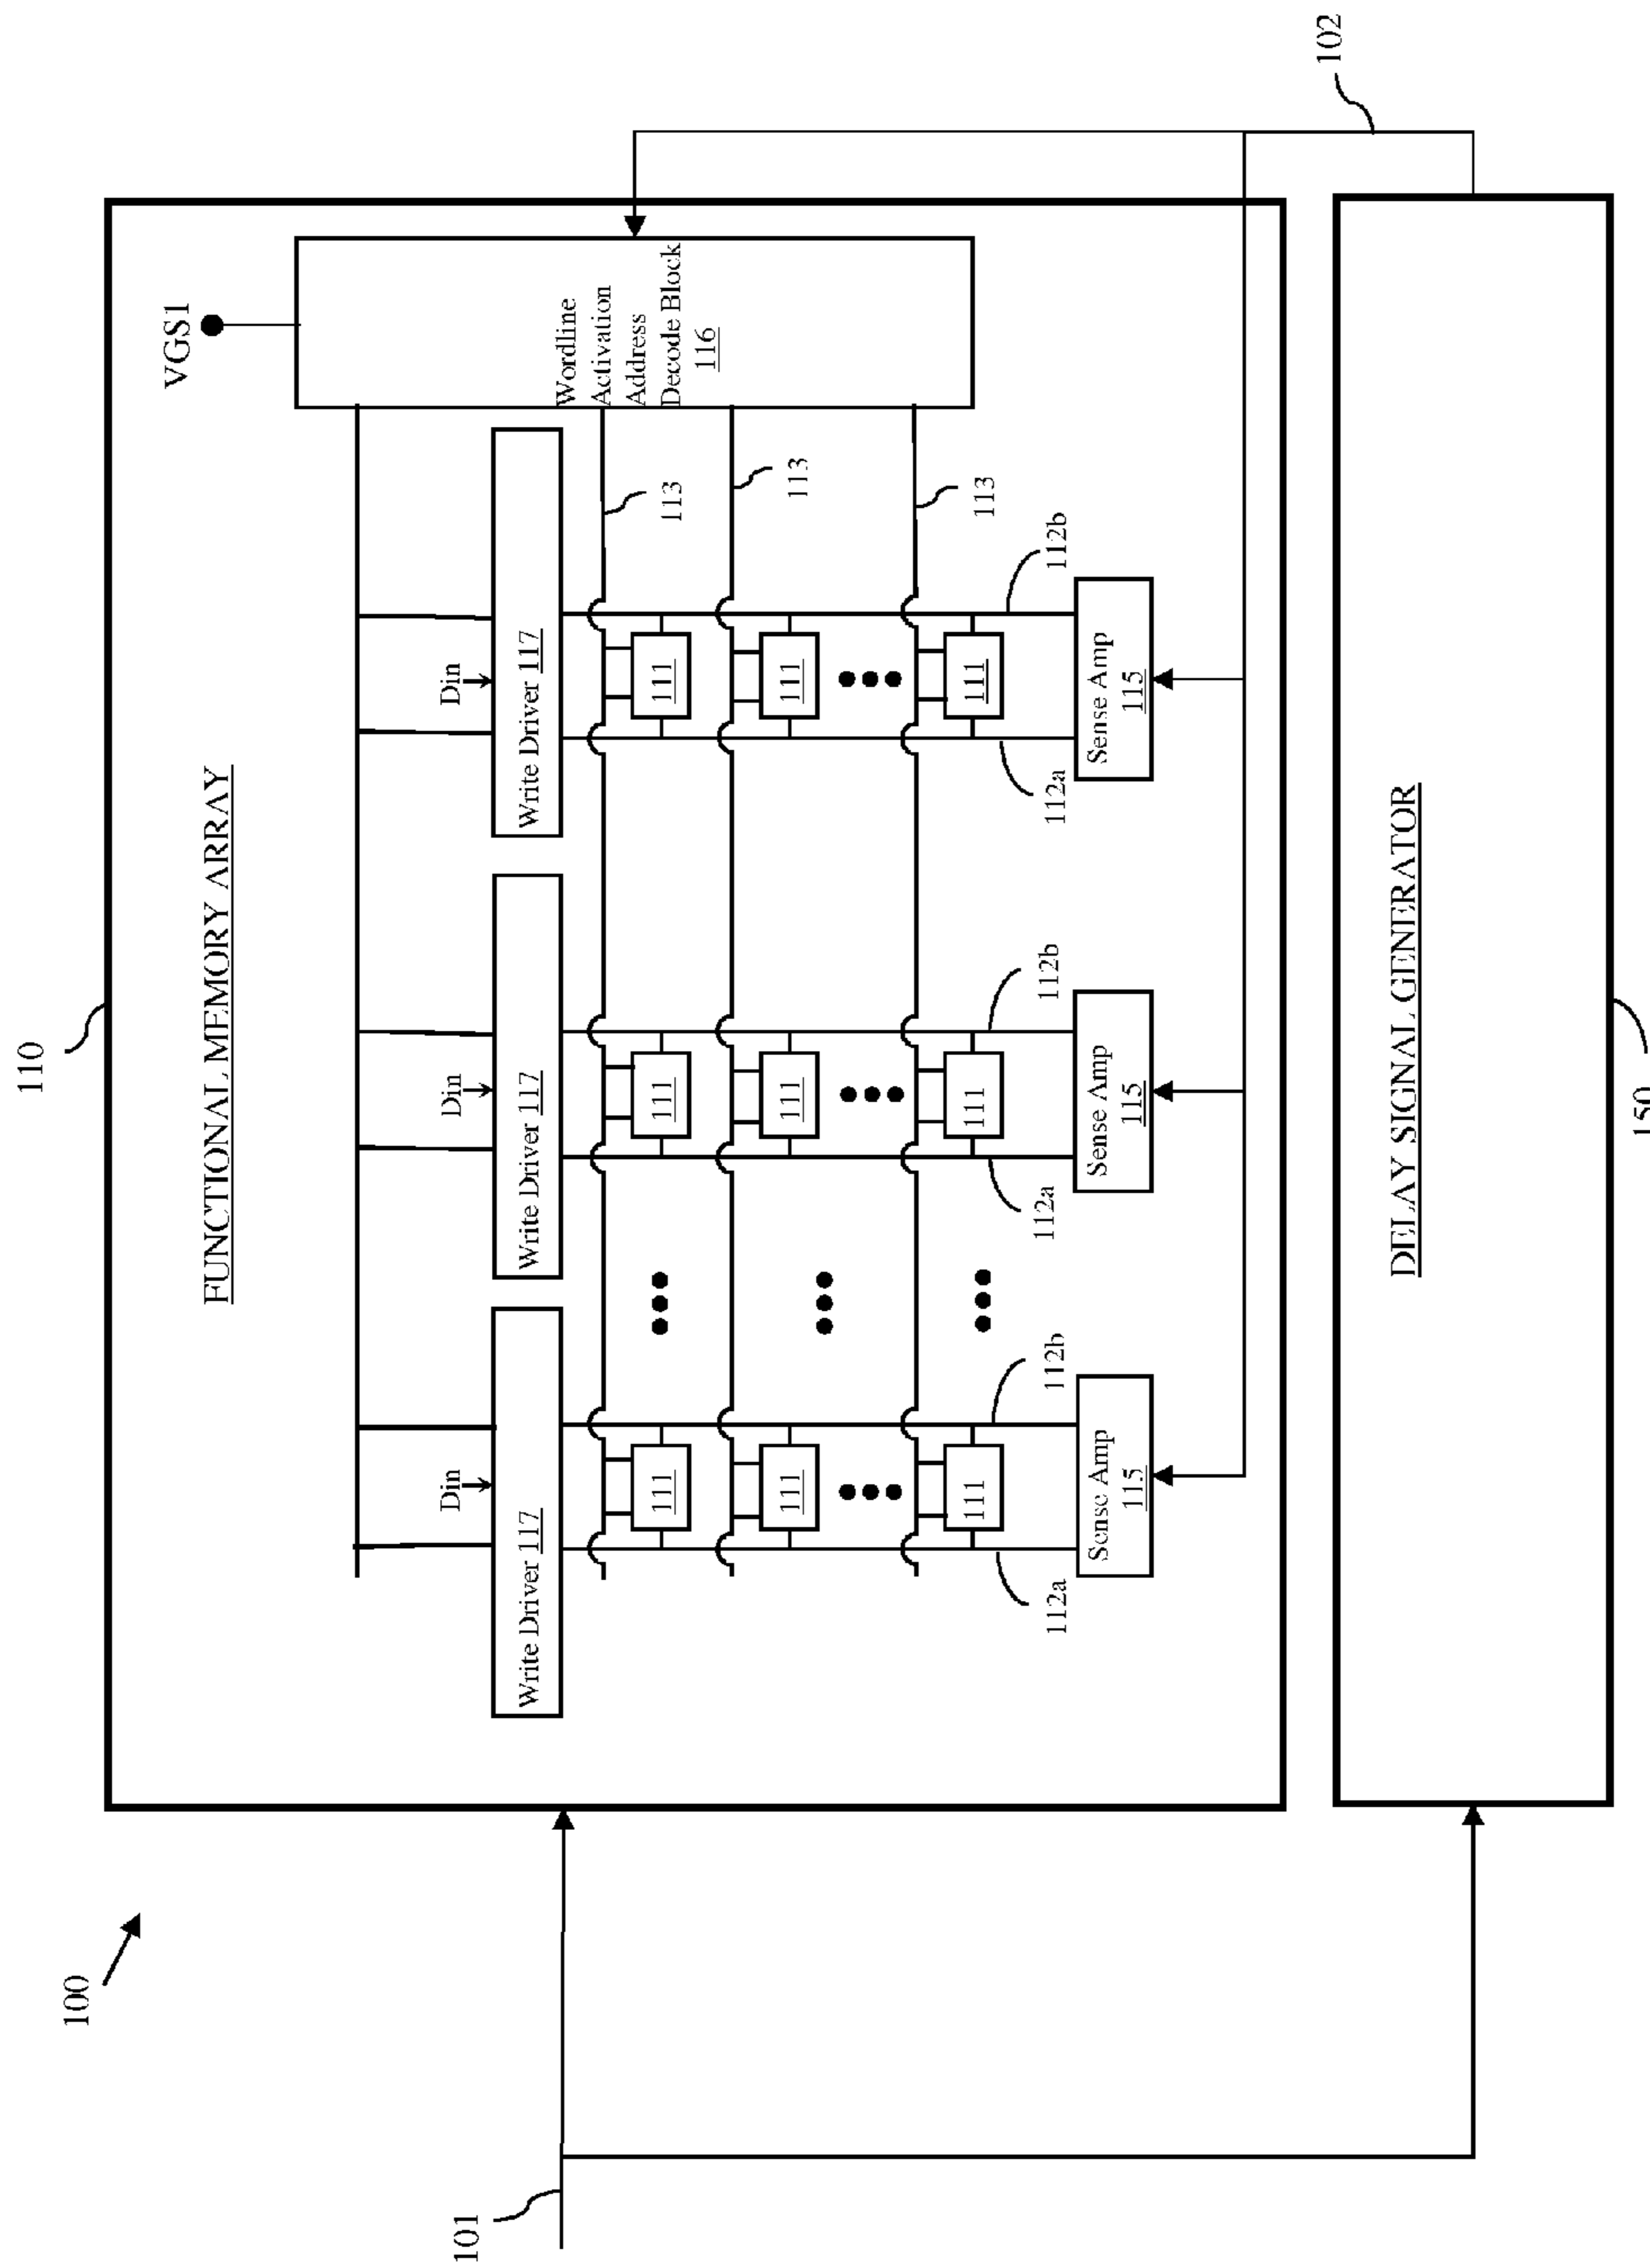 100
110
FUNCTIONAL MEMORY ARRAY
VGS1
Din
Din
Din
Write Driver 117
Write Driver 117
Write Driver 117
Wordline
Activation
Address
Decode Block
116
101
111
111
111
113
111
111
111
113
111
111
111
113
112a
112b
112a
112b
112a
112b
Sense Amp
115
Sense Amp
115
Sense Amp
115
102
DELAY SIGNAL GENERATOR
150